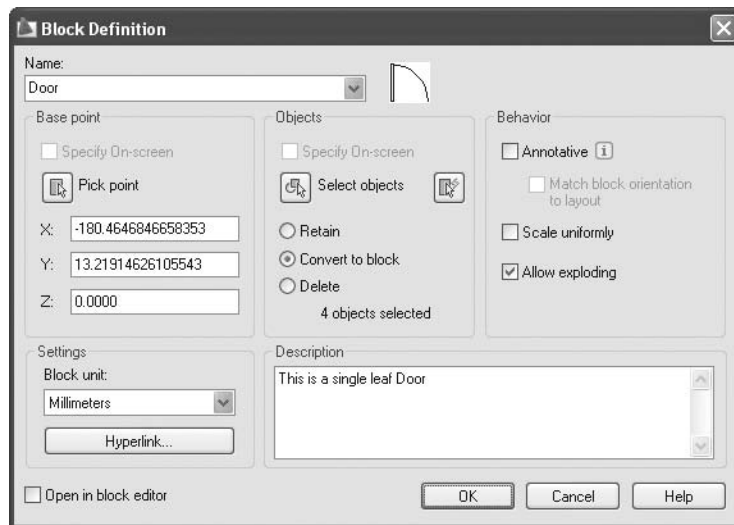 Block Definition
Name:
Door
Base point
Specify On-screen
Pick point
X: -180.4646846658353
Y: 13.21914626105543
Z: 0.0000
Objects
Specify On-screen
Select objects
Retain
Convert to block
Delete
4 objects selected
Behavior
Annotative i
Match block orientation
to layout
Scale uniformly
Allow exploding
Settings
Block unit:
Millimeters
Hyperlink...
Description
This is a single leaf Door
Open in block editor
OK
Cancel
Help